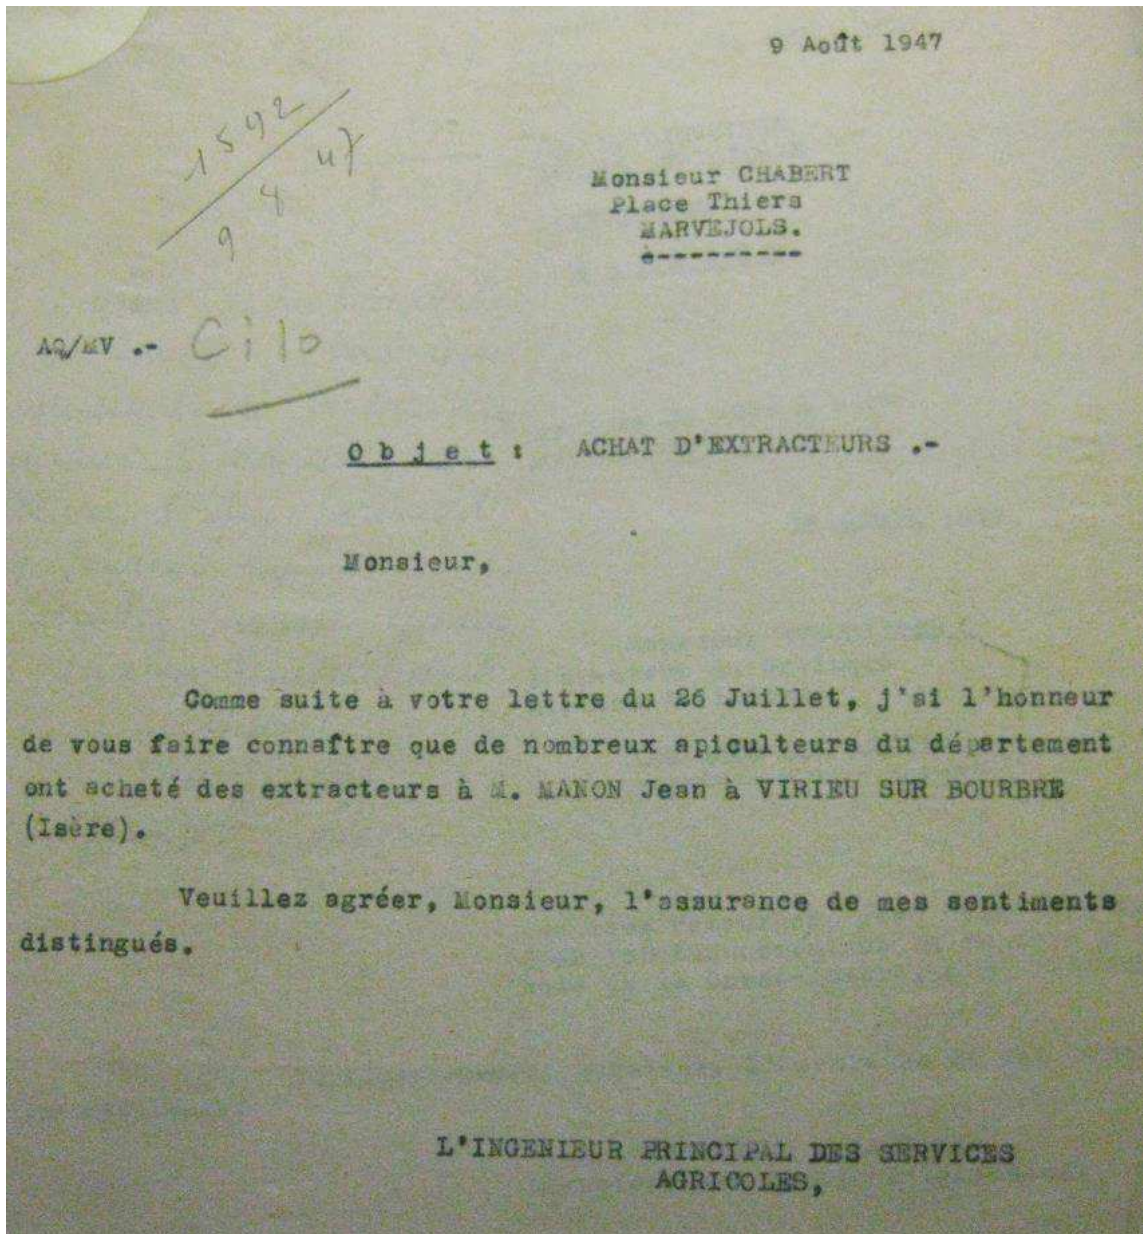 9 Août 1947
1592
9 8 47
Monsieur CHABERT
Place Thiers
MARVEJOLS.
è---------
AQ/MV .- Cilo
O b j e t : ACHAT D'EXTRACTEURS .-
Monsieur,
Comme suite à votre lettre du 26 Juillet, j'ai l'honneur
de vous faire connaître que de nombreux apiculteurs du département
ont acheté des extracteurs à M. MANON Jean à VIRIEU SUR BOURBRE
(Isère).
Veuillez agréer, Monsieur, l'assurance de mes sentiments
distingués.
L'INGENIEUR PRINCIPAL DES SERVICES
AGRICOLES,